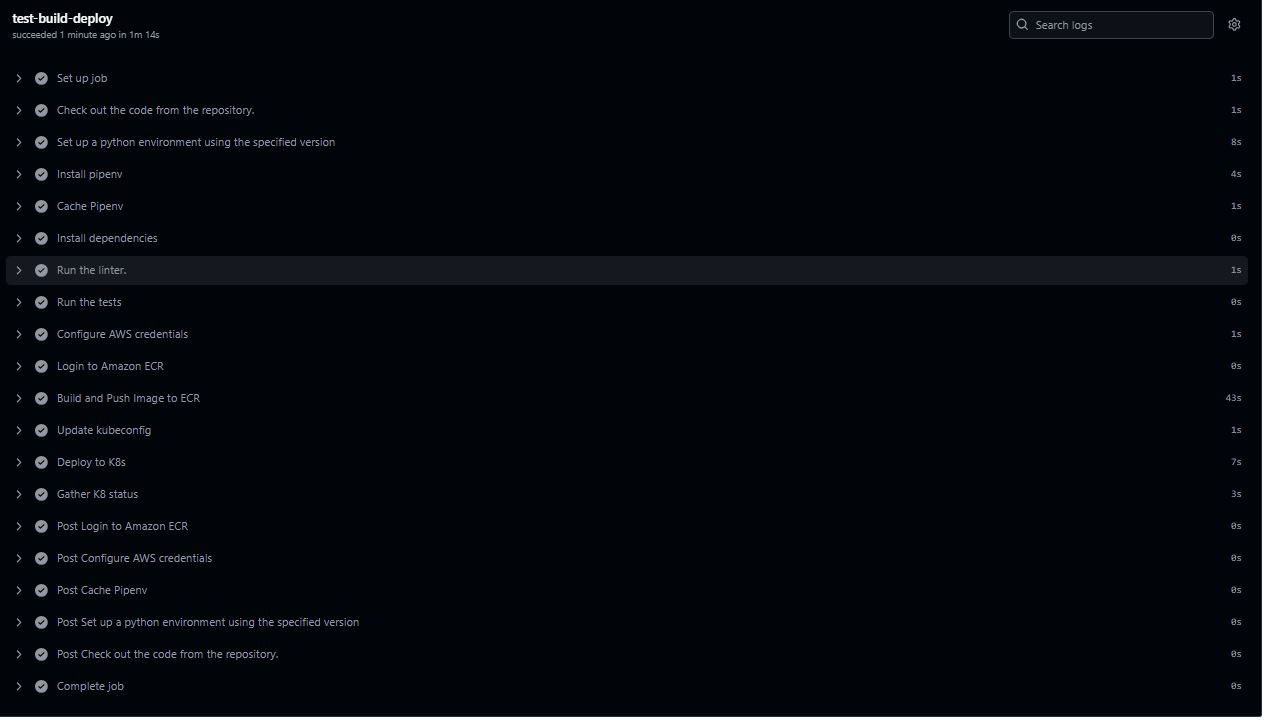 test-build-deploy
succeeded 1 minute ago in 1m 14s
Search logs
Set up job 1s
Check out the code from the repository. 1s
Set up a python environment using the specified version 8s
Install pipenv 4s
Cache Pipenv 1s
Install dependencies 0s
Run the linter. 1s
Run the tests 0s
Configure AWS credentials 1s
Login to Amazon ECR 0s
Build and Push Image to ECR 43s
Update kubeconfig 1s
Deploy to K8s 7s
Gather K8 status 3s
Post Login to Amazon ECR 0s
Post Configure AWS credentials 0s
Post Cache Pipenv 0s
Post Set up a python environment using the specified version 0s
Post Check out the code from the repository. 0s
Complete job 0s